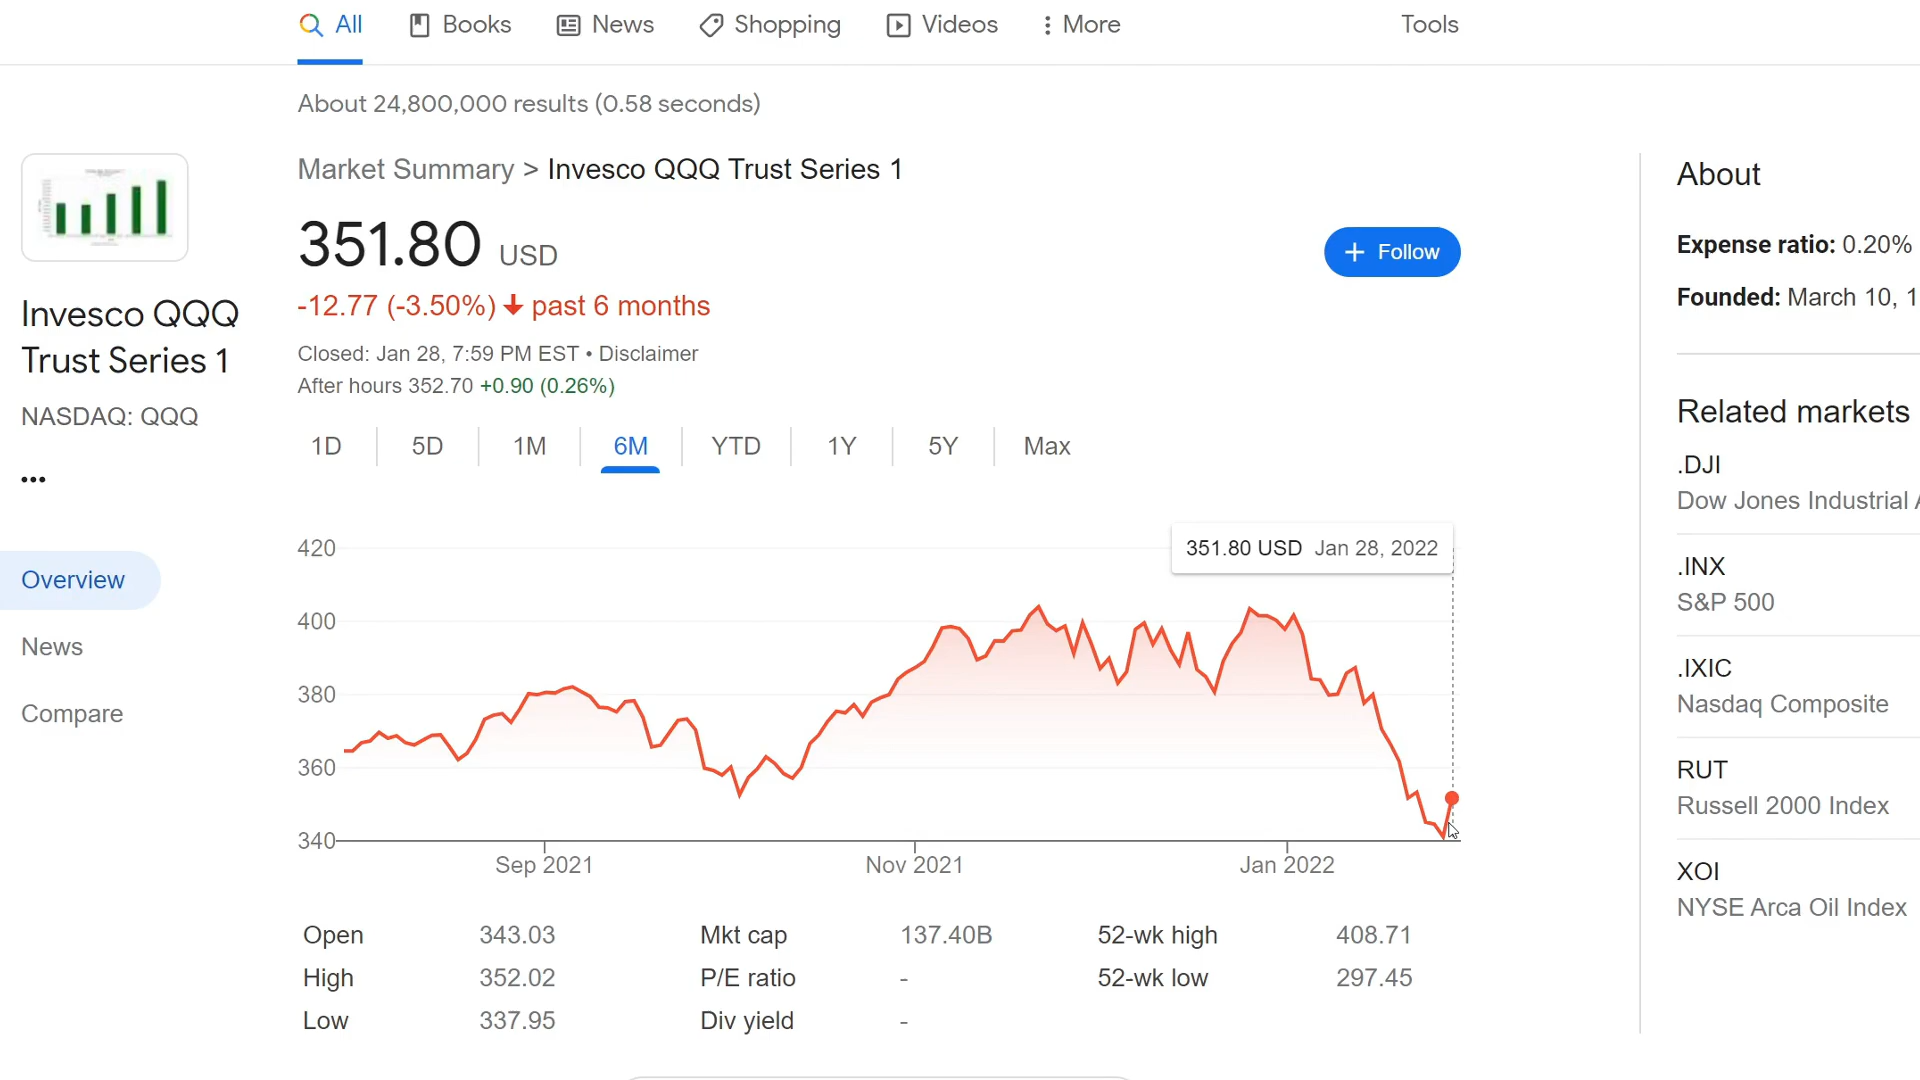 All Books News Shopping Videos More Tools
About 24,800,000 results (0.58 seconds)
Market Summary > Invesco QQQ Trust Series 1
351.80 USD
+ Follow
-12.77 (-3.50%) past 6 months
Closed: Jan 28, 7:59 PM EST • Disclaimer
After hours 352.70 +0.90 (0.26%)
1D 5D 1M 6M YTD 1Y 5Y Max
Invesco QQQ
Trust Series 1
NASDAQ: QQQ
Overview
News
Compare
351.80 USD Jan 28, 2022
420
400
380
360
340
Sep 2021 Nov 2021 Jan 2022
Open 343.03 Mkt cap 137.40B 52-wk high 408.71
High 352.02 P/E ratio - 52-wk low 297.45
Low 337.95 Div yield -
About
Expense ratio: 0.20%
Founded: March 10, 1
Related markets
.DJI
Dow Jones Industrial
.INX
S&P 500
.IXIC
Nasdaq Composite
RUT
Russell 2000 Index
XOI
NYSE Arca Oil Index